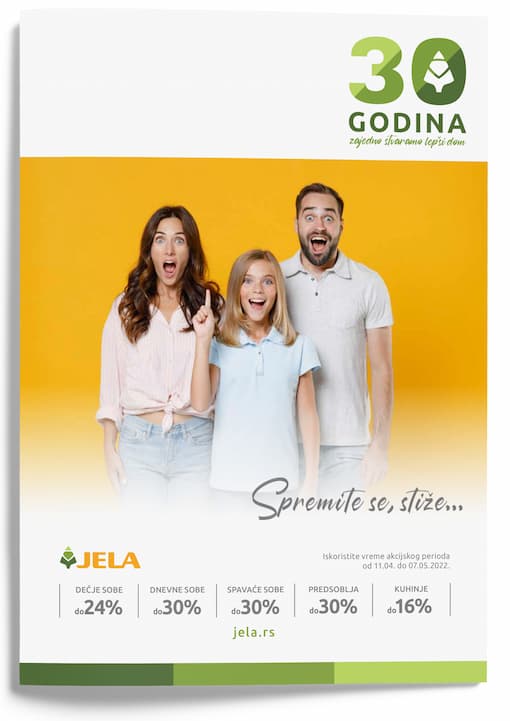 30
GODINA
zajedno stvaramo lepši dom
Spremite se, stiže...
JELA
Iskoristite vreme akcijskog perioda
od 11.04. do 07.05.2022.
DEČJE SOBE
do24%
DNEVNE SOBE
do30%
SPAVAĆE SOBE
do30%
PREDSOBLJA
do30%
KUHINJE
do16%
jela.rs